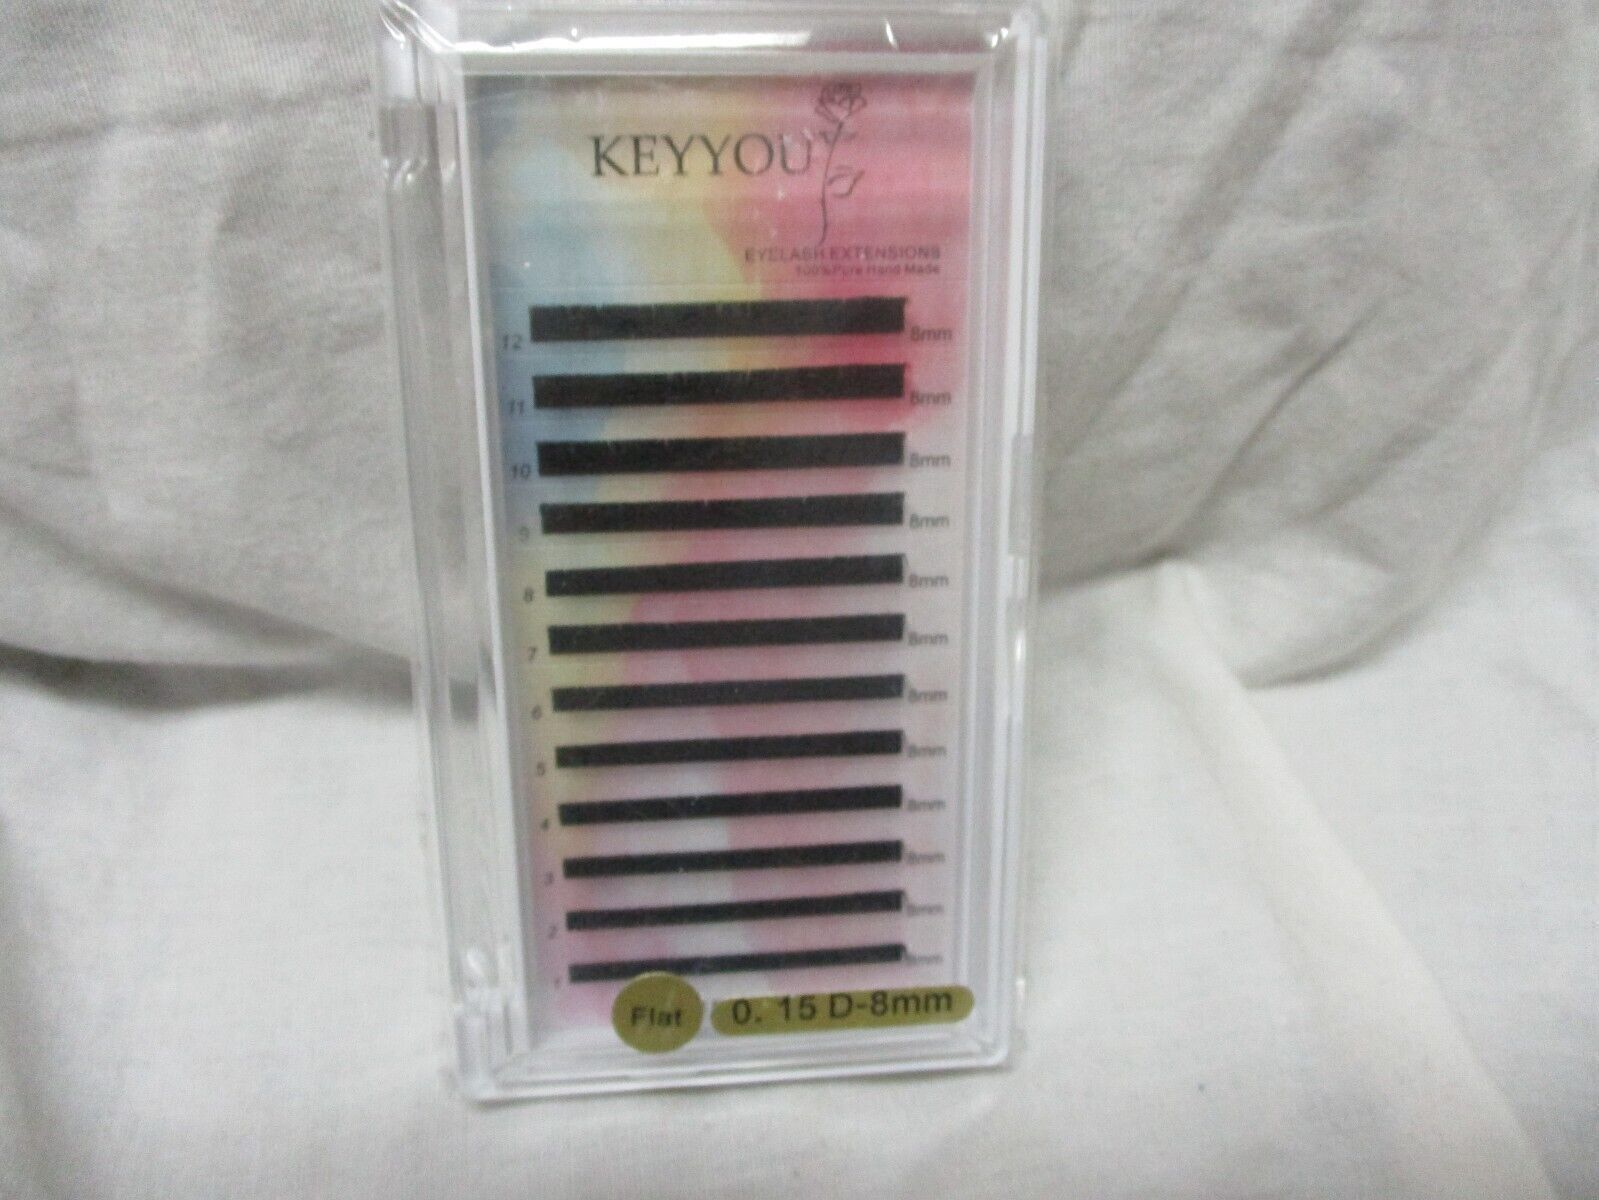 KEYYOU
EYELASH EXTENSIONS
100% Pure Hand Made
12 8mm
11 8mm
10 8mm
9 8mm
8 8mm
7 8mm
6 8mm
5 8mm
4 8mm
3 8mm
2 8mm
1 8mm
Flat 0. 15 D-8mm